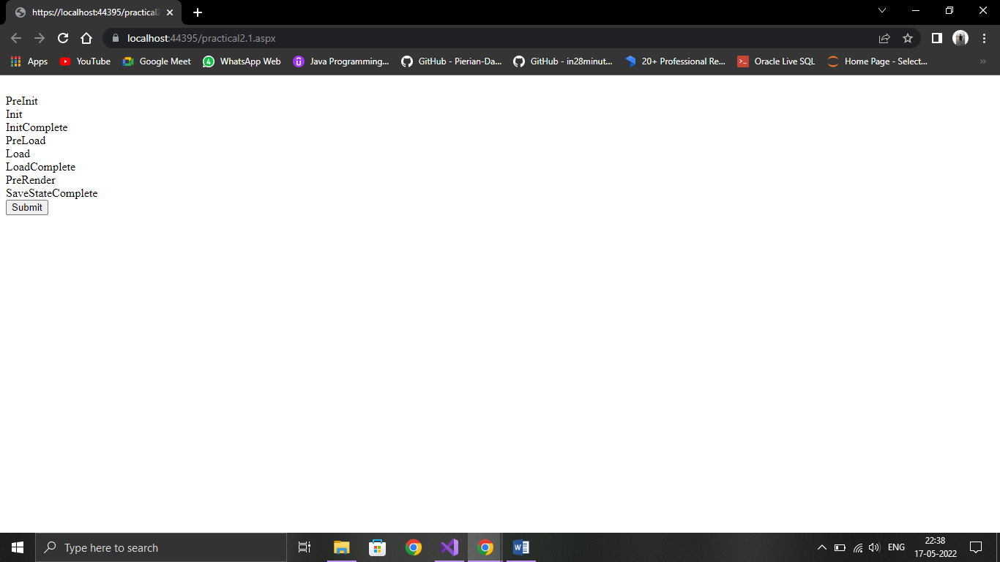 https://localhost:44395/practical2
localhost:44395/practical2.1.aspx
Apps YouTube Google Meet 4 WhatsApp Web Java Programming... GitHub - Pierian-Da... GitHub - in28minut... 20+ Professional Re... Oracle Live SQL Home Page - Select... »
PreInit
Init
InitComplete
PreLoad
Load
LoadComplete
PreRender
SaveStateComplete
Submit
Type here to search
ENG
22:38
17-05-2022